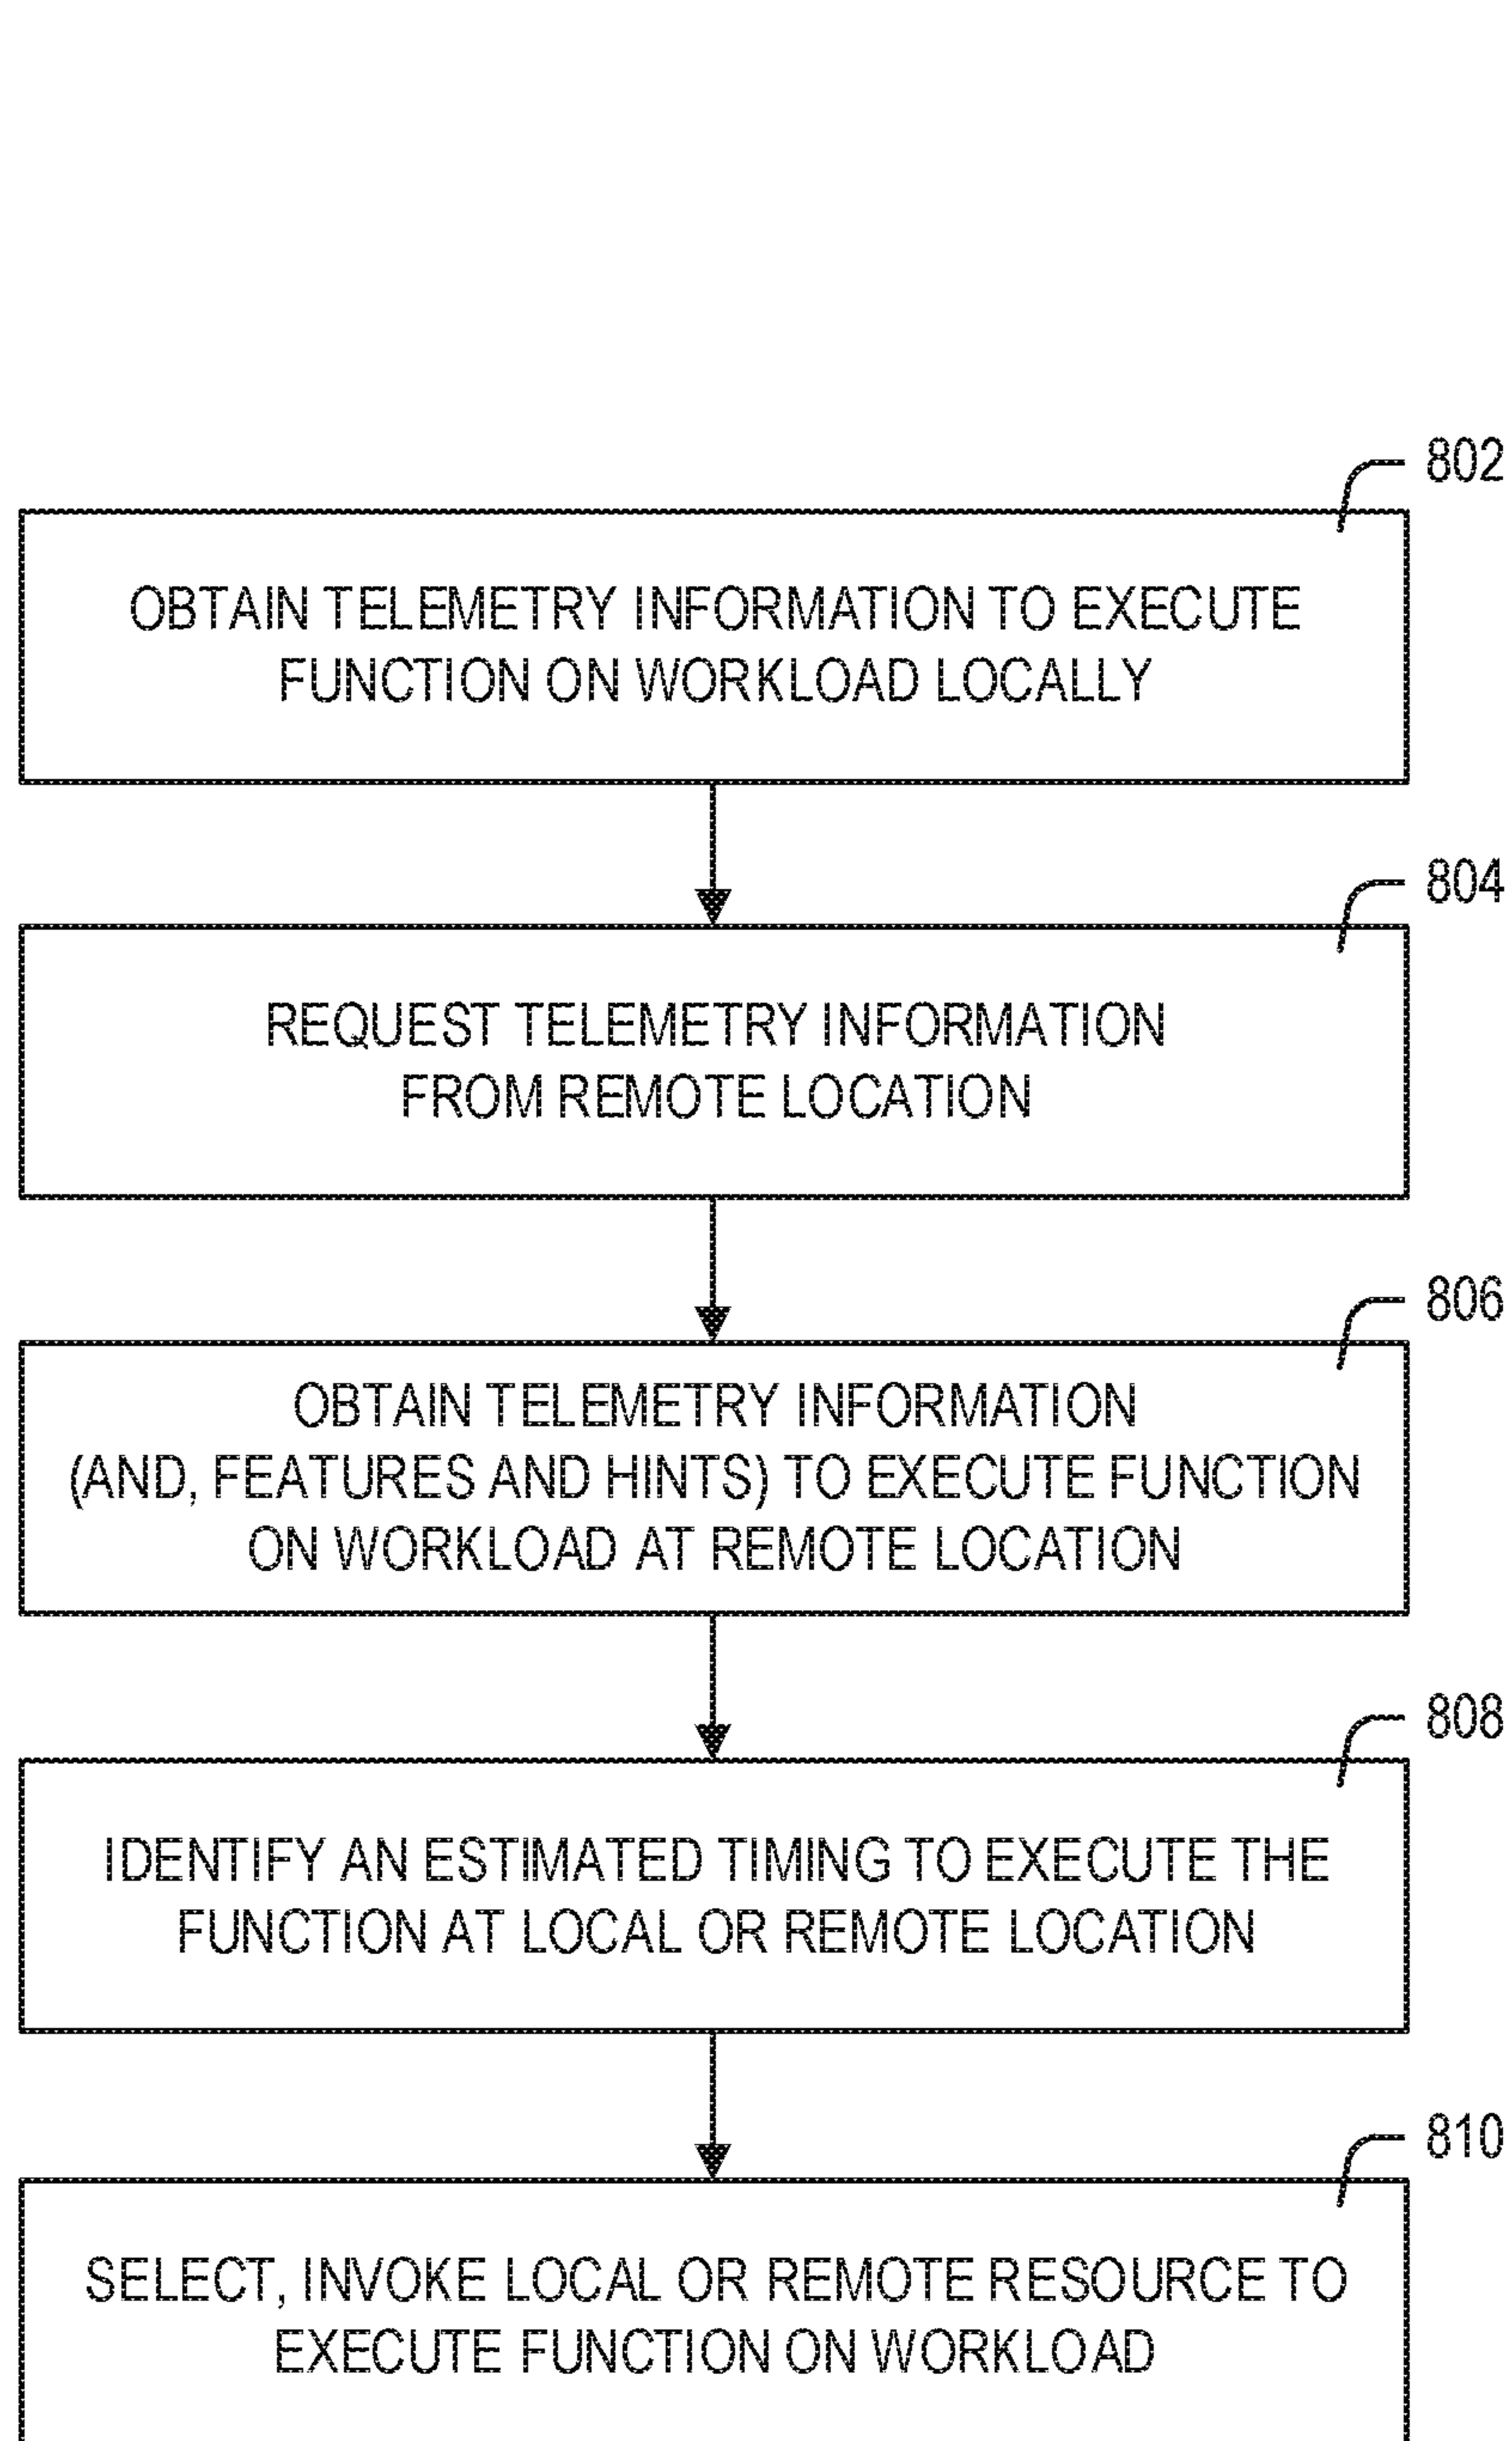 802
OBTAIN TELEMETRY INFORMATION TO EXECUTE
FUNCTION ON WORKLOAD LOCALLY
804
REQUEST TELEMETRY INFORMATION
FROM REMOTE LOCATION
806
OBTAIN TELEMETRY INFORMATION
(AND, FEATURES AND HINTS) TO EXECUTE FUNCTION
ON WORKLOAD AT REMOTE LOCATION
808
IDENTIFY AN ESTIMATED TIMING TO EXECUTE THE
FUNCTION AT LOCAL OR REMOTE LOCATION
810
SELECT, INVOKE LOCAL OR REMOTE RESOURCE TO
EXECUTE FUNCTION ON WORKLOAD